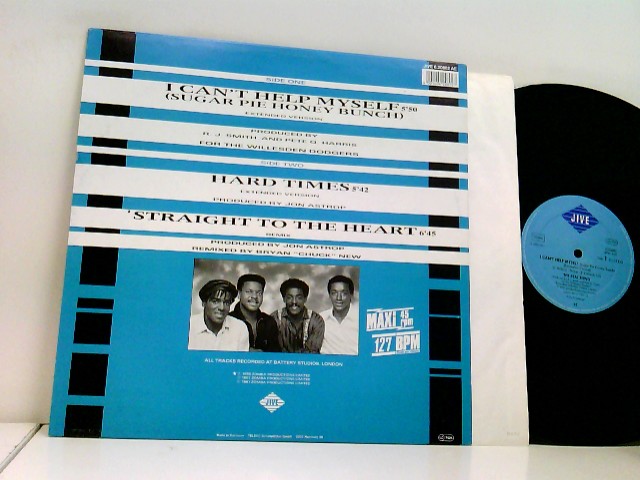 SIDE ONE
I CAN'T HELP MYSELF 5'50
(SUGAR PIE HONEY BUNCH)
EXTENDED VERSION
PRODUCED BY
R. J. SMITH AND PETE Q. HARRIS
FOR THE WILLESDEN DODGERS
SIDE TWO
HARD TIMES 5'42
EXTENDED VERSION
PRODUCED BY JON ASTROP
'STRAIGHT TO THE HEART 6'45
REMIX
PRODUCED BY JON ASTROP
REMIXED BY BRYAN "CHUCK" NEW
MAXI 45 rpm
127 BPM
ALL TRACKS RECORDED AT BATTERY STUDIOS, LONDON
JIVE
JIVE